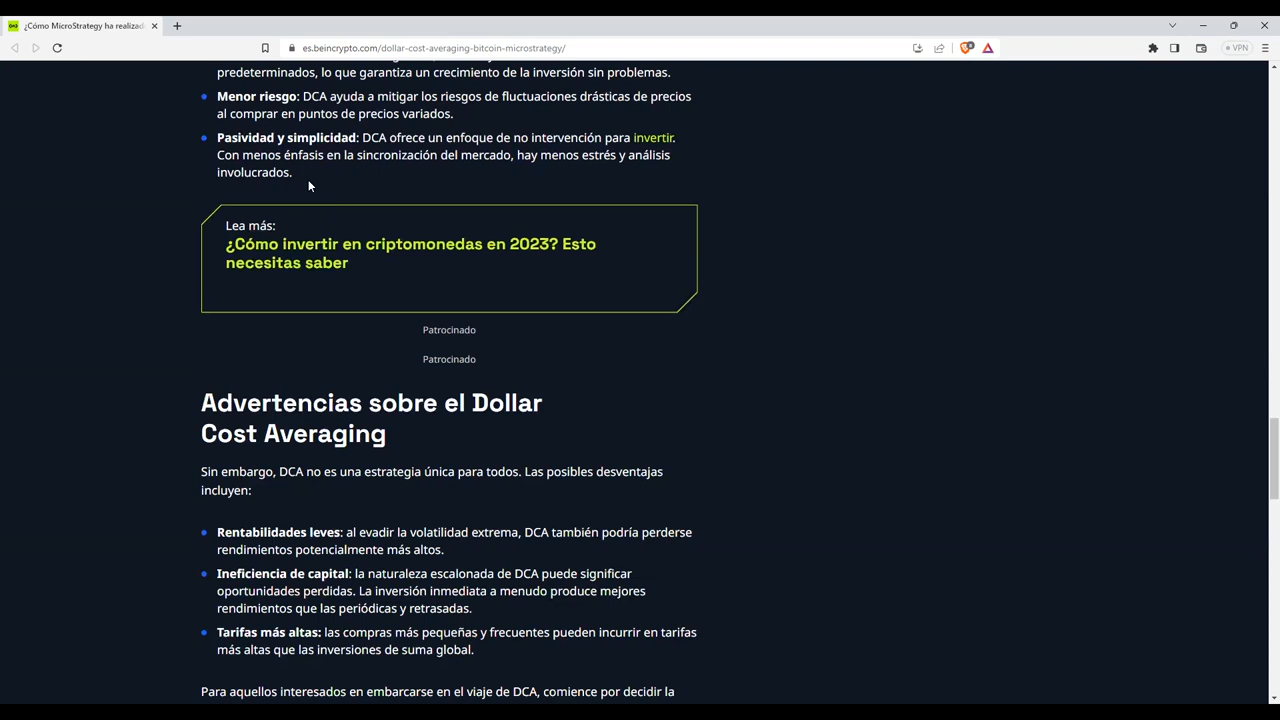 ¿Cómo MicroStrategy ha realizad
es.beincrypto.com/dollar-cost-averaging-bitcoin-microstrategy/
VPN
predeterminados, lo que garantiza un crecimiento de la inversión sin problemas.
Menor riesgo: DCA ayuda a mitigar los riesgos de fluctuaciones drásticas de precios
al comprar en puntos de precios variados.
Pasividad y simplicidad: DCA ofrece un enfoque de no intervención para invertir.
Con menos énfasis en la sincronización del mercado, hay menos estrés y análisis
involucrados.
Lea más:
¿Cómo invertir en criptomonedas en 2023? Esto
necesitas saber
Patrocinado
Patrocinado
Advertencias sobre el Dollar
Cost Averaging
Sin embargo, DCA no es una estrategia única para todos. Las posibles desventajas
incluyen:
Rentabilidades leves: al evadir la volatilidad extrema, DCA también podría perderse
rendimientos potencialmente más altos.
Ineficiencia de capital: la naturaleza escalonada de DCA puede significar
oportunidades perdidas. La inversión inmediata a menudo produce mejores
rendimientos que las periódicas y retrasadas.
Tarifas más altas: las compras más pequeñas y frecuentes pueden incurrir en tarifas
más altas que las inversiones de suma global.
Para aquellos interesados en embarcarse en el viaje de DCA, comience por decidir la